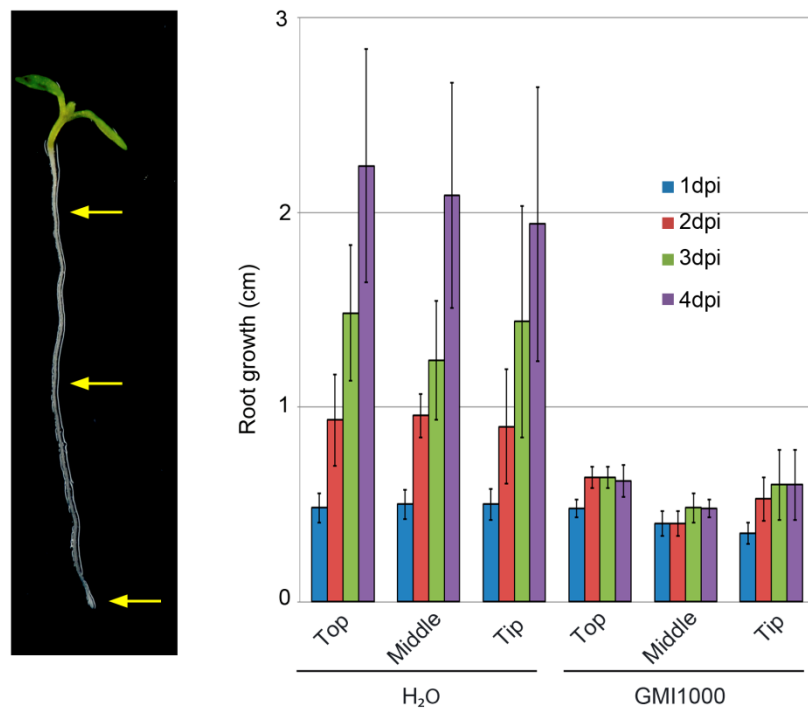 3
2
1
0
Root growth (cm)
1dpi
2dpi
3dpi
4dpi
Top
Middle
Tip
Top
Middle
Tip
H₂O
GMI1000